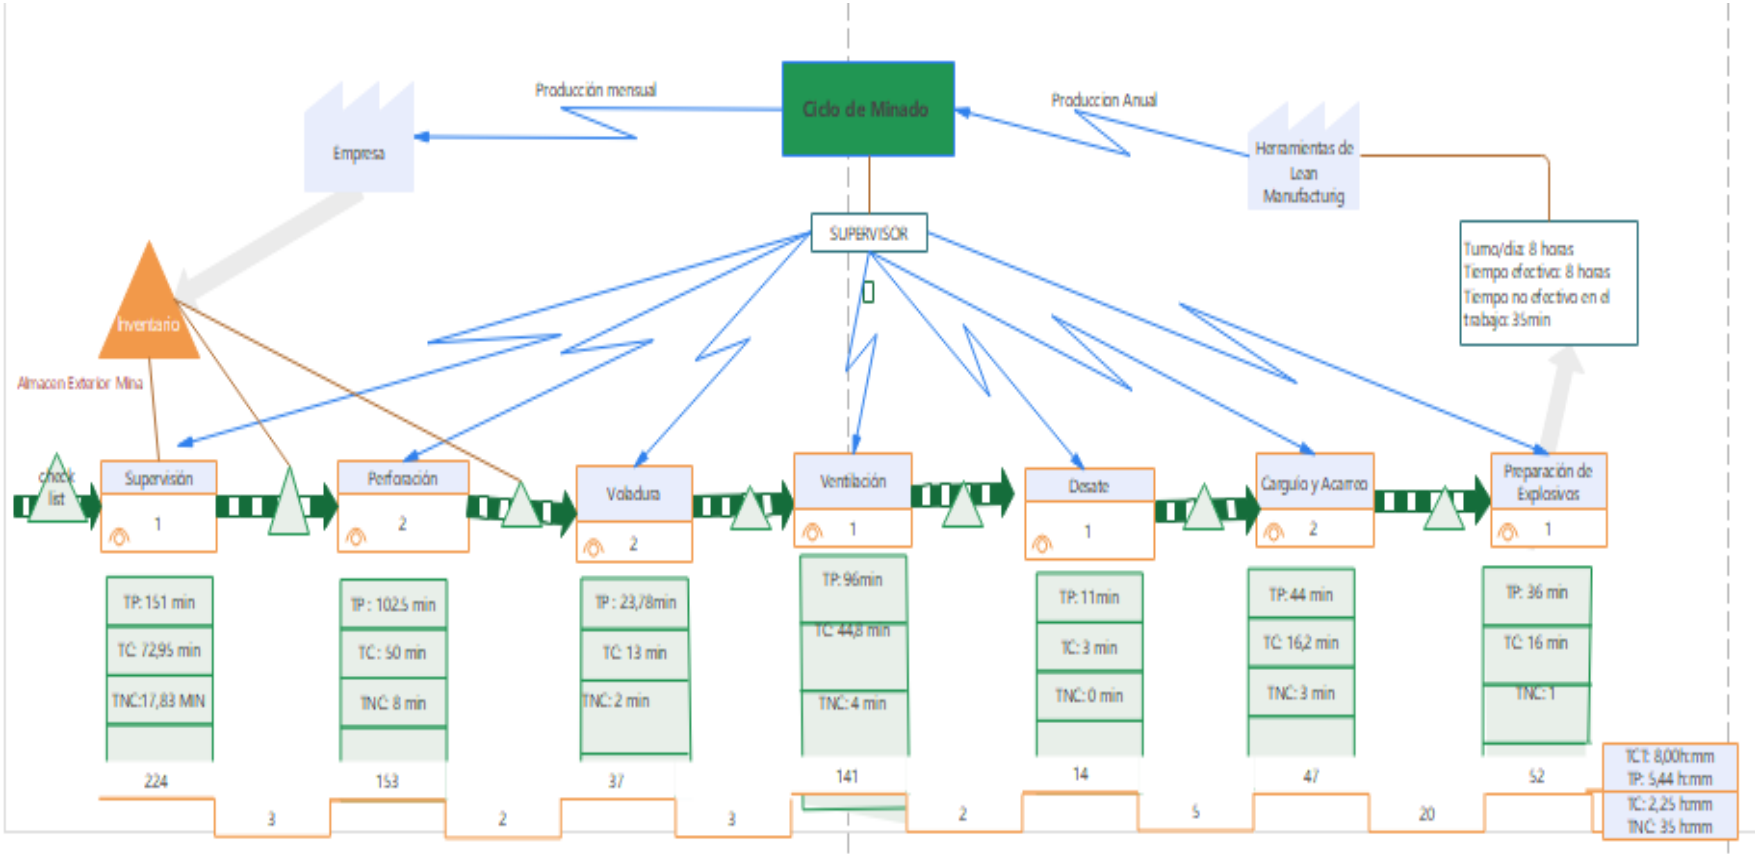 Producción mensual
Ciclo de Minado
Produccion Anual
Empresa
Herramientas de
Lean
Manufacturig
SUPERVISOR
Turno/dia: 8 horas
Tiempo efectivo: 8 horas
Tiempo no efectivo en el
trabajo: 35min
Inventario
Almacen Exterior Mina
check
list
Supervisión
1
Perforación
2
Voladura
2
Ventilación
1
Desate
1
Carguío y Acarreo
2
Preparación de
Explosivos
1
TP: 151 min
TC: 72,95 min
TNC:17,83 MIN
TP : 102.5 min
TC : 50 min
TNC: 8 min
TP : 23,78min
TC: 13 min
TNC: 2 min
TP: 96min
TC: 44,8 min
TNC: 4 min
TP: 11min
TC: 3 min
TNC: 0 min
TP: 44 min
TC: 16,2 min
TNC: 3 min
TP: 36 min
TC: 16 min
TNC: 1
224
3
153
2
37
3
141
2
14
5
47
20
52
TCT: 8,00h:mm
TP: 5,44 h:mm
TC: 2,25 h:mm
TNC: 35 h:mm